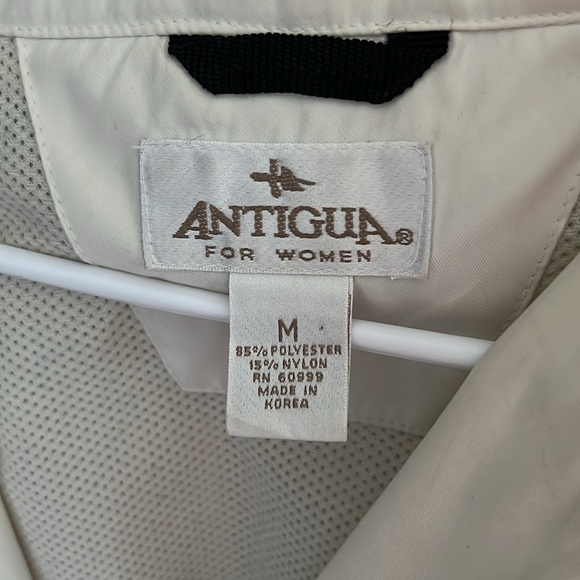 ANTIGUA®
FOR WOMEN
M
85% POLYESTER
15% NYLON
RN 60999
MADE IN
KOREA